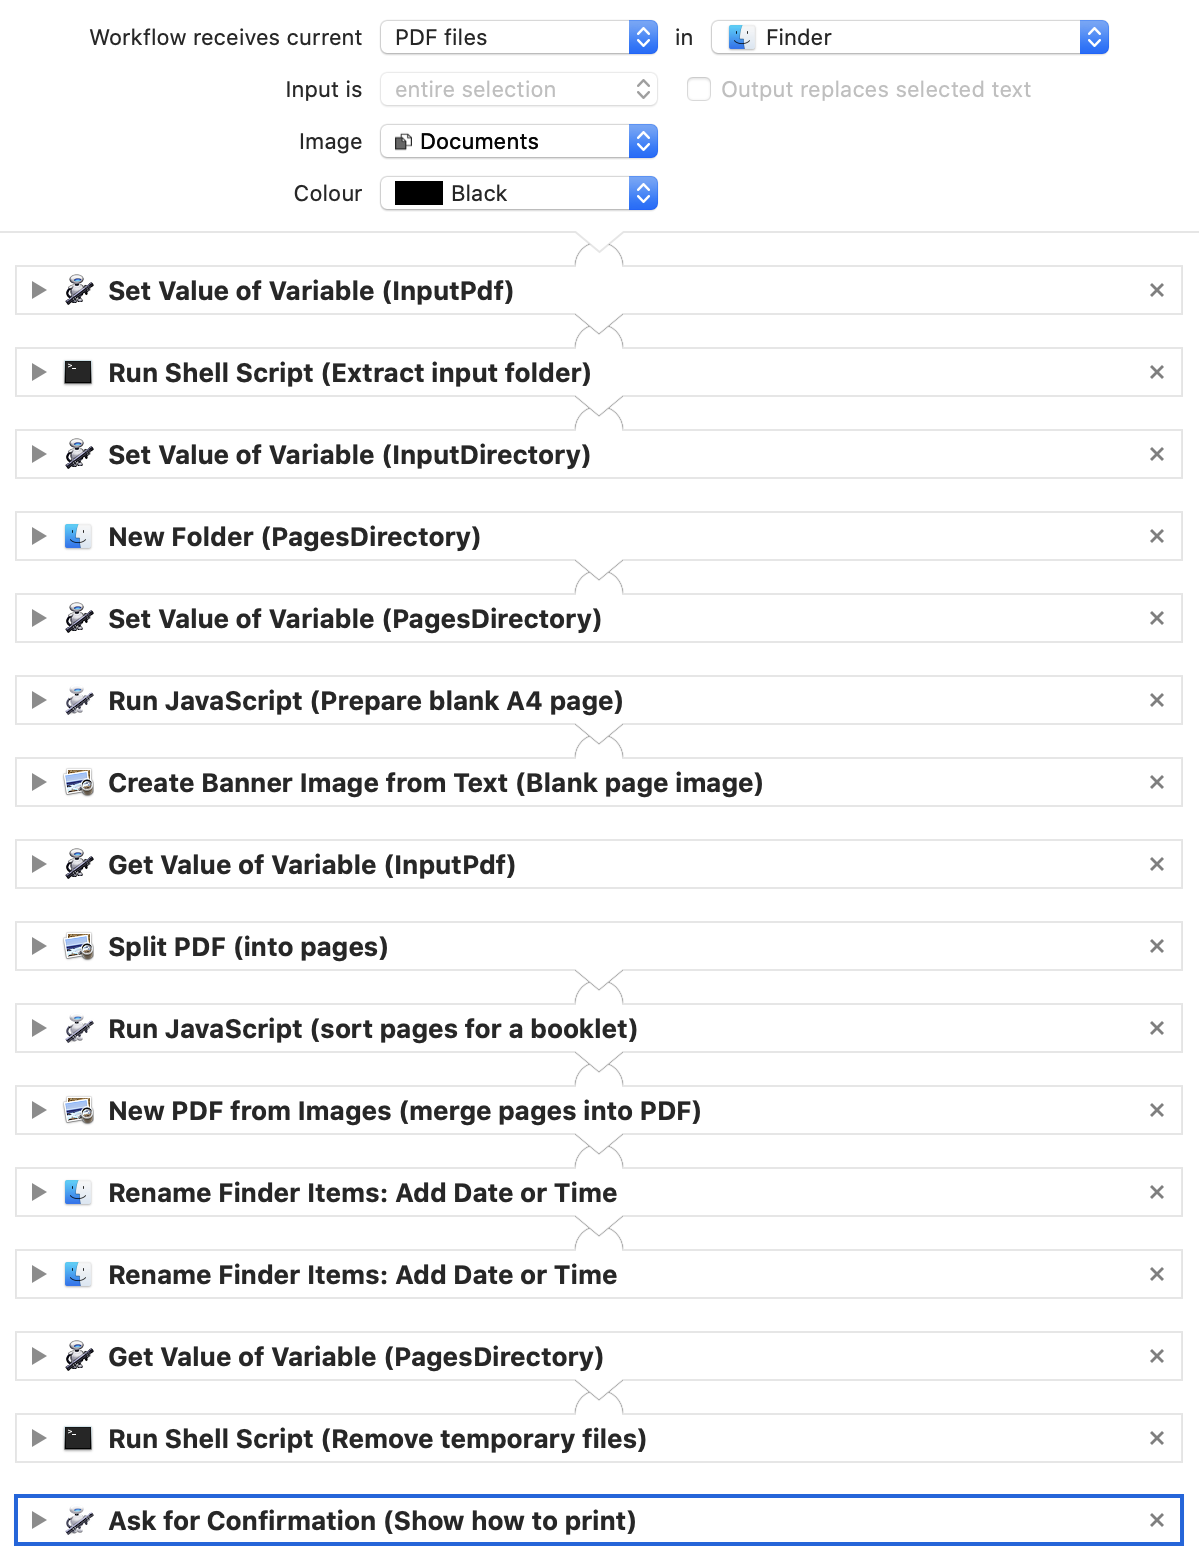 Workflow receives current PDF files in Finder
Input is entire selection Output replaces selected text
Image Documents
Colour Black
Set Value of Variable (InputPdf)
Run Shell Script (Extract input folder)
Set Value of Variable (InputDirectory)
New Folder (PagesDirectory)
Set Value of Variable (PagesDirectory)
Run JavaScript (Prepare blank A4 page)
Create Banner Image from Text (Blank page image)
Get Value of Variable (InputPdf)
Split PDF (into pages)
Run JavaScript (sort pages for a booklet)
New PDF from Images (merge pages into PDF)
Rename Finder Items: Add Date or Time
Rename Finder Items: Add Date or Time
Get Value of Variable (PagesDirectory)
Run Shell Script (Remove temporary files)
Ask for Confirmation (Show how to print)